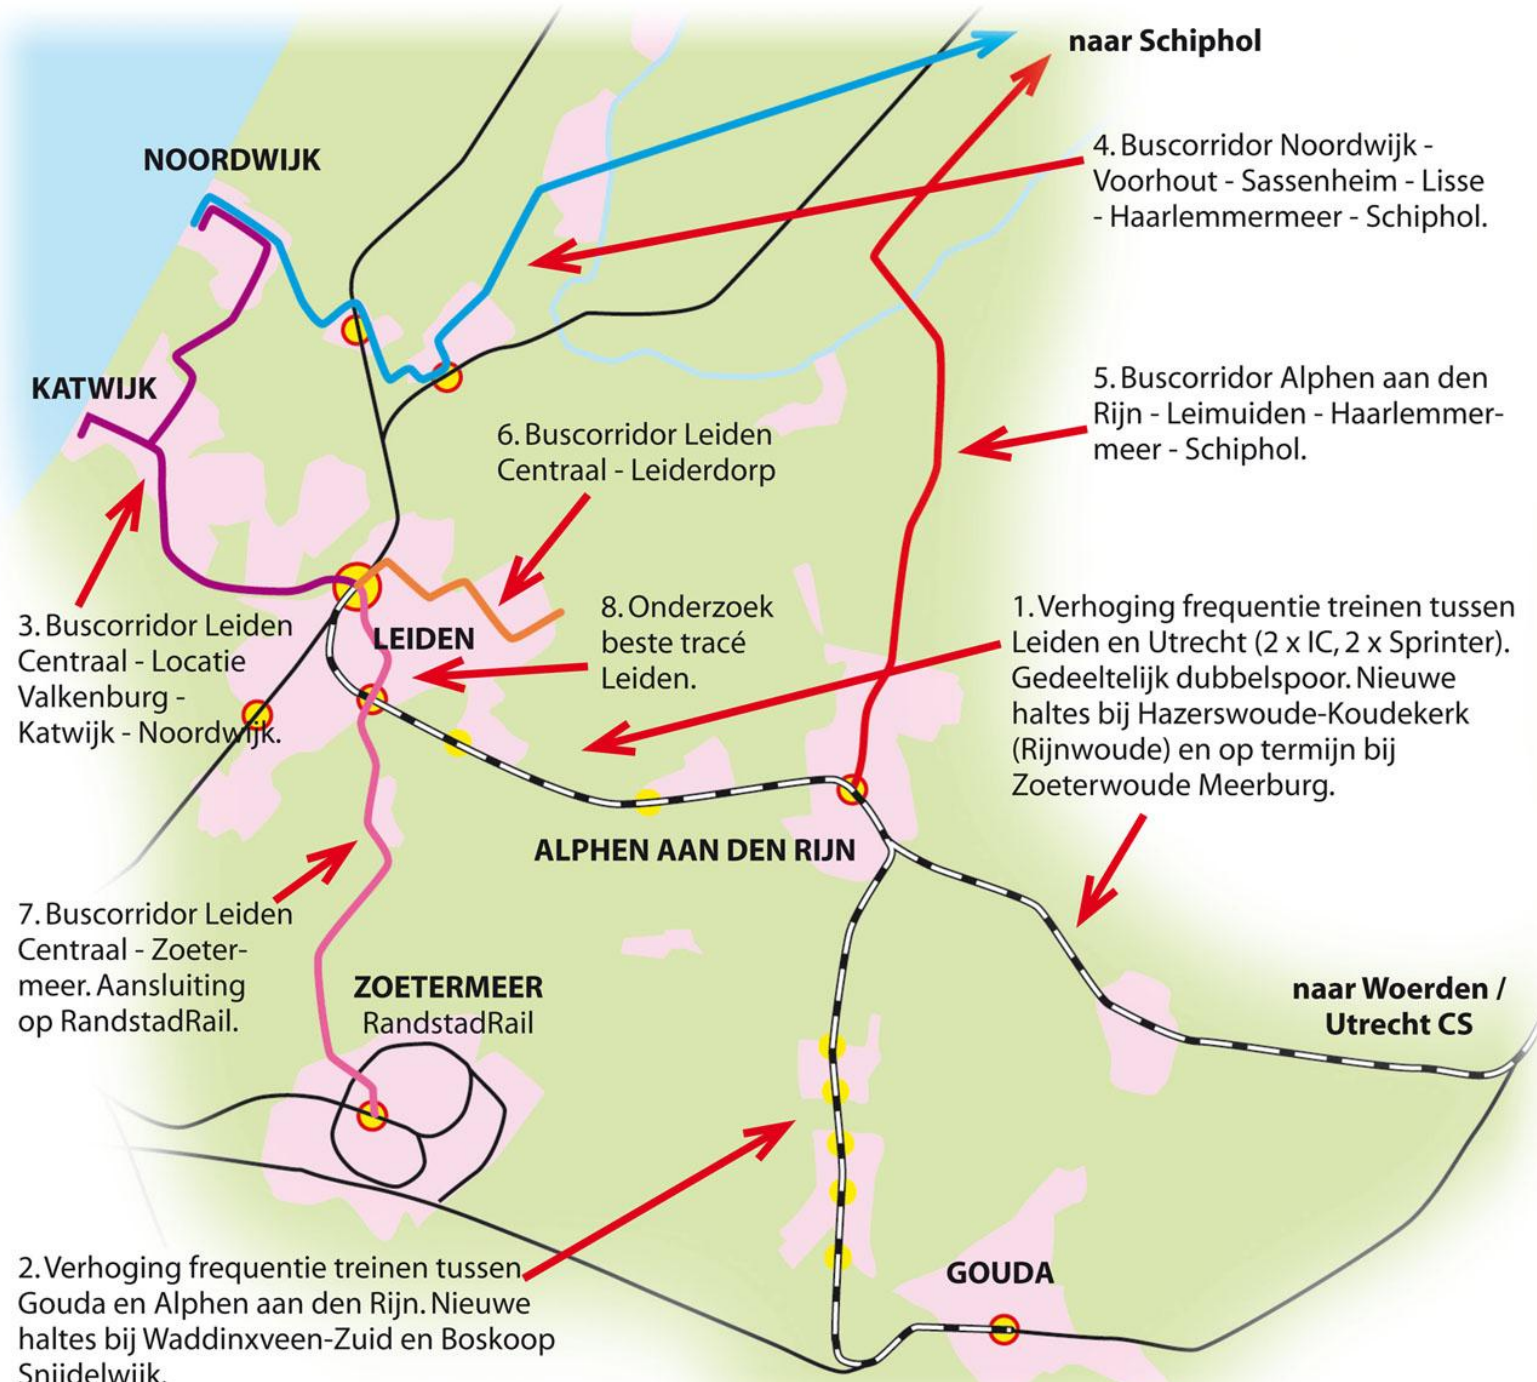 naar Schiphol
NOORDWIJK
4. Buscorridor Noordwijk -
Voorhout - Sassenheim - Lisse
- Haarlemmermeer - Schiphol.
KATWIJK
5. Buscorridor Alphen aan den
Rijn - Leimuiden - Haarlemmer-
meer - Schiphol.
6. Buscorridor Leiden
Centraal - Leiderdorp
3. Buscorridor Leiden
Centraal - Locatie
Valkenburg -
Katwijk - Noordwijk.
LEIDEN
8. Onderzoek
beste tracé
Leiden.
1. Verhoging frequentie treinen tussen
Leiden en Utrecht (2 x IC, 2 x Sprinter).
Gedeeltelijk dubbelspoor. Nieuwe
haltes bij Hazerswoude-Koudekerk
(Rijnwoude) en op termijn bij
Zoeterwoude Meerburg.
ALPHEN AAN DEN RIJN
7. Buscorridor Leiden
Centraal - Zoeter-
meer. Aansluiting
op RandstadRail.
ZOETERMEER
RandstadRail
naar Woerden /
Utrecht CS
2. Verhoging frequentie treinen tussen
Gouda en Alphen aan den Rijn. Nieuwe
haltes bij Waddinxveen-Zuid en Boskoop
Snijdelwijk.
GOUDA